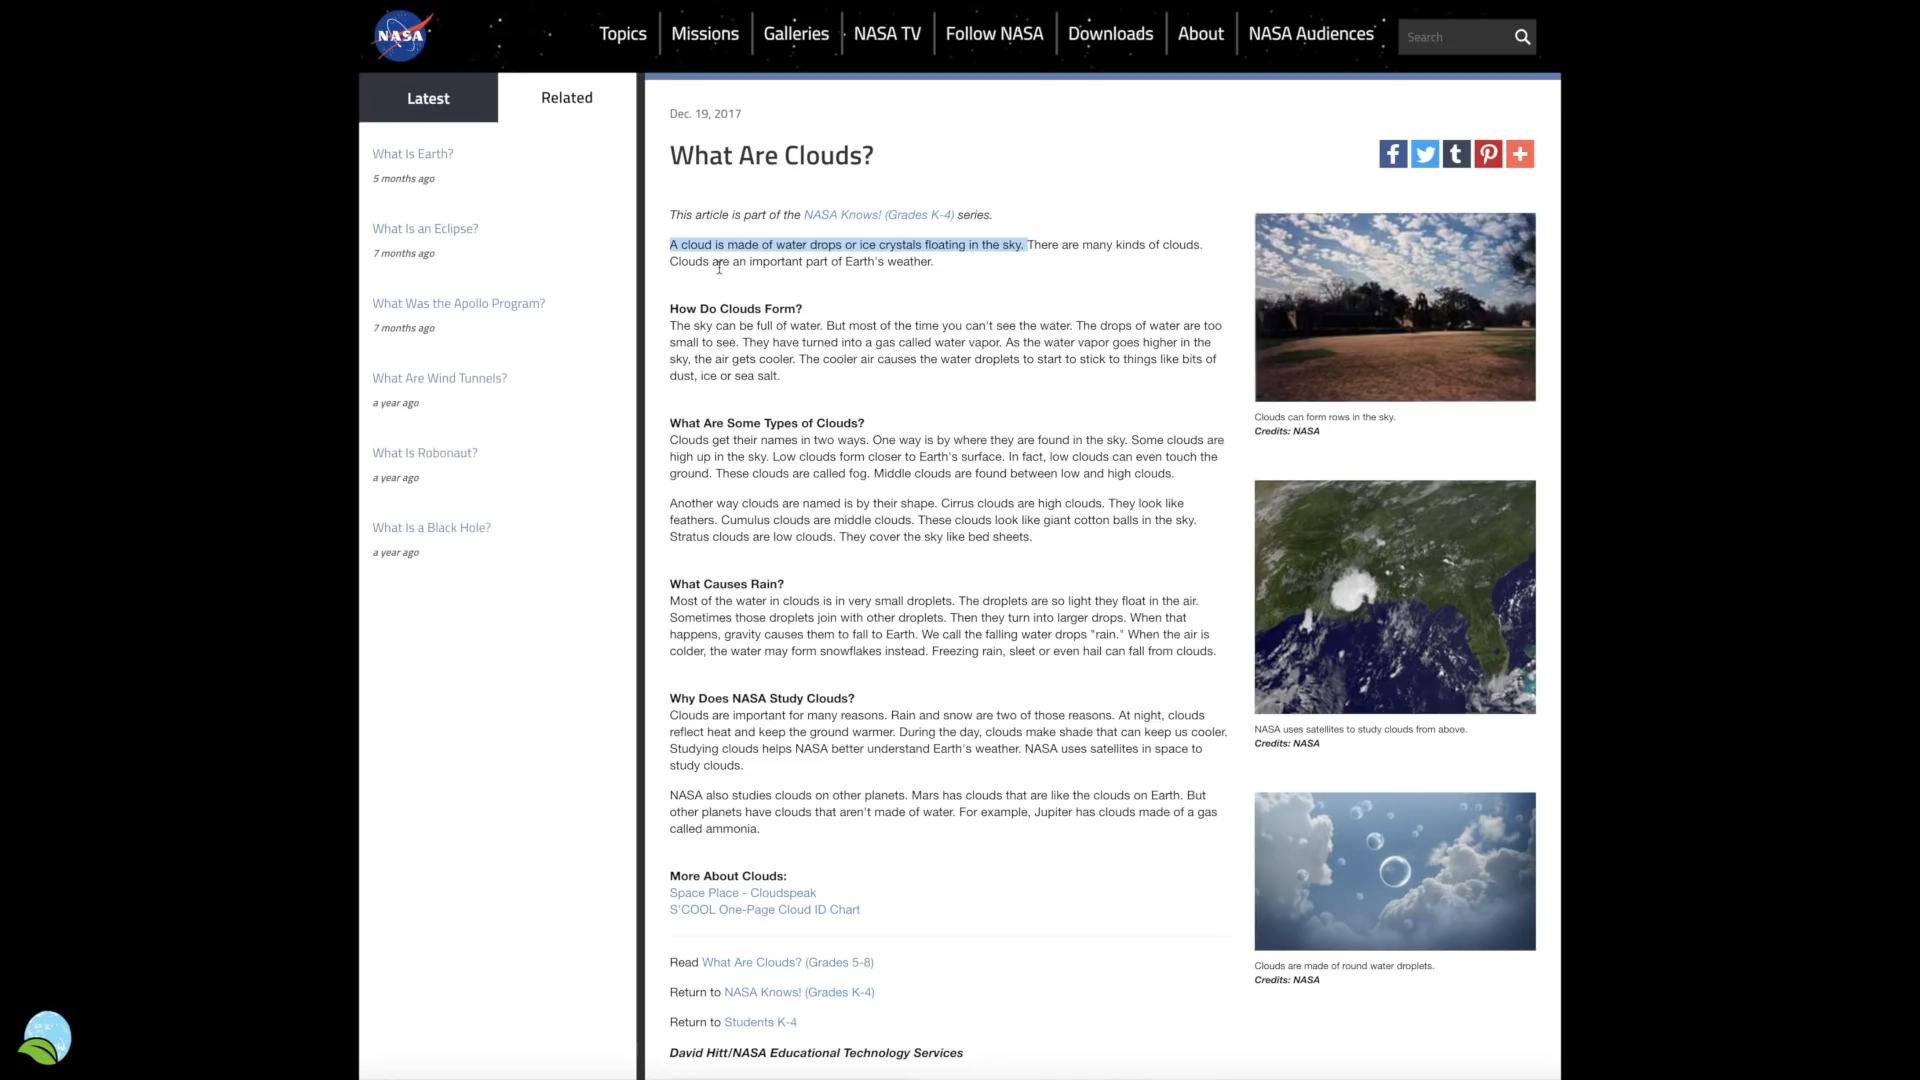 NASA
Topics
Missions
Galleries
NASA TV
Follow NASA
Downloads
About
NASA Audiences
Search
Latest
Related
What Is Earth?
5 months ago
What Is an Eclipse?
7 months ago
What Was the Apollo Program?
7 months ago
What Are Wind Tunnels?
a year ago
What Is Robonaut?
a year ago
What Is a Black Hole?
a year ago
Dec. 19, 2017
What Are Clouds?
This article is part of the NASA Knows! (Grades K-4) series.
A cloud is made of water drops or ice crystals floating in the sky. There are many kinds of clouds.
Clouds are an important part of Earth's weather.
How Do Clouds Form?
The sky can be full of water. But most of the time you can't see the water. The drops of water are too
small to see. They have turned into a gas called water vapor. As the water vapor goes higher in the
sky, the air gets cooler. The cooler air causes the water droplets to start to stick to things like bits of
dust, ice or sea salt.
What Are Some Types of Clouds?
Clouds get their names in two ways. One way is by where they are found in the sky. Some clouds are
high up in the sky. Low clouds form closer to Earth's surface. In fact, low clouds can even touch the
ground. These clouds are called fog. Middle clouds are found between low and high clouds.
Another way clouds are named is by their shape. Cirrus clouds are high clouds. They look like
feathers. Cumulus clouds are middle clouds. These clouds look like giant cotton balls in the sky.
Stratus clouds are low clouds. They cover the sky like bed sheets.
What Causes Rain?
Most of the water in clouds is in very small droplets. The droplets are so light they float in the air.
Sometimes those droplets join with other droplets. Then they turn into larger drops. When that
happens, gravity causes them to fall to Earth. We call the falling water drops "rain." When the air is
colder, the water may form snowflakes instead. Freezing rain, sleet or even hail can fall from clouds.
Why Does NASA Study Clouds?
Clouds are important for many reasons. Rain and snow are two of those reasons. At night, clouds
reflect heat and keep the ground warmer. During the day, clouds make shade that can keep us cooler.
Studying clouds helps NASA better understand Earth's weather. NASA uses satellites in space to
study clouds.
NASA also studies clouds on other planets. Mars has clouds that are like the clouds on Earth. But
other planets have clouds that aren't made of water. For example, Jupiter has clouds made of a gas
called ammonia.
More About Clouds:
Space Place - Cloudspeak
S'COOL One-Page Cloud ID Chart
Read What Are Clouds? (Grades 5-8)
Return to NASA Knows! (Grades K-4)
Return to Students K-4
David Hitt/NASA Educational Technology Services
Clouds can form rows in the sky.
Credits: NASA
NASA uses satellites to study clouds from above.
Credits: NASA
Clouds are made of round water droplets.
Credits: NASA